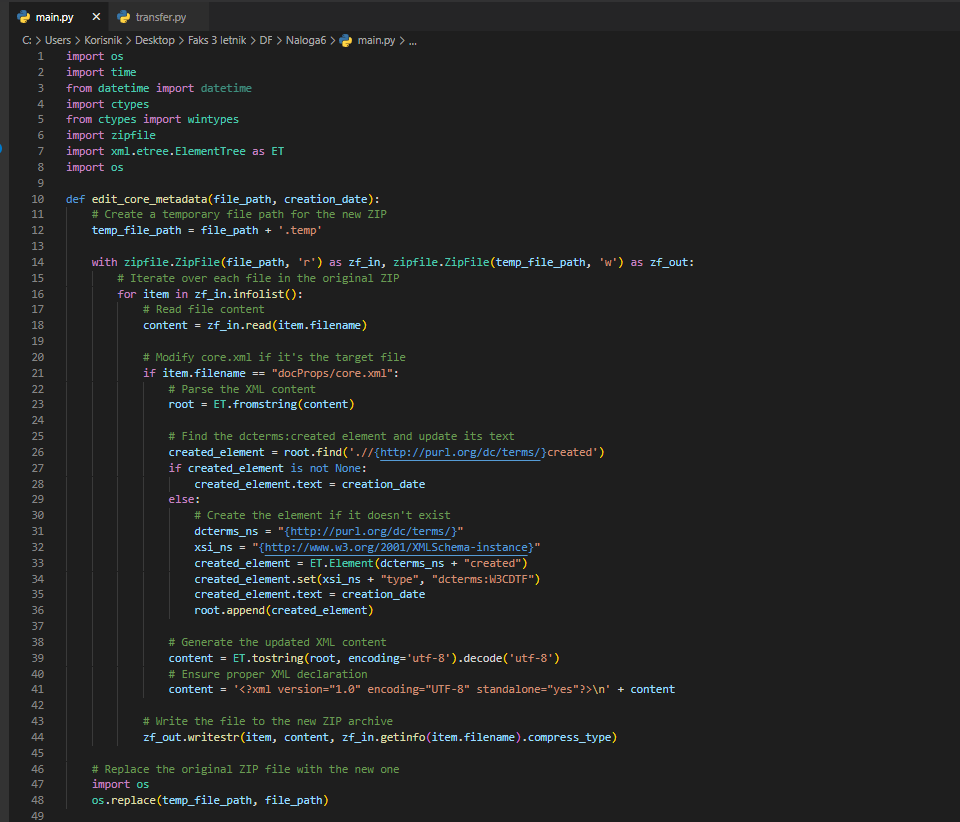 main.py ×
transfer.py
C: > Users > Korisnik > Desktop > Faks 3 letnik > DF > Naloga6 > main.py > ...
1 import os
2 import time
3 from datetime import datetime
4 import ctypes
5 from ctypes import wintypes
6 import zipfile
7 import xml.etree.ElementTree as ET
8 import os
9
10 def edit_core_metadata(file_path, creation_date):
11     # Create a temporary file path for the new ZIP
12     temp_file_path = file_path + '.temp'
13
14     with zipfile.ZipFile(file_path, 'r') as zf_in, zipfile.ZipFile(temp_file_path, 'w') as zf_out:
15         # Iterate over each file in the original ZIP
16         for item in zf_in.infolist():
17             # Read file content
18             content = zf_in.read(item.filename)
19
20             # Modify core.xml if it's the target file
21             if item.filename == "docProps/core.xml":
22                 # Parse the XML content
23                 root = ET.fromstring(content)
24
25                 # Find the dcterms:created element and update its text
26                 created_element = root.find('.//{http://purl.org/dc/terms/}created')
27                 if created_element is not None:
28                     created_element.text = creation_date
29                 else:
30                     # Create the element if it doesn't exist
31                     dcterms_ns = "{http://purl.org/dc/terms/}"
32                     xsi_ns = "{http://www.w3.org/2001/XMLSchema-instance}"
33                     created_element = ET.Element(dcterms_ns + "created")
34                     created_element.set(xsi_ns + "type", "dcterms:W3CDTF")
35                     created_element.text = creation_date
36                     root.append(created_element)
37
38                 # Generate the updated XML content
39                 content = ET.tostring(root, encoding='utf-8').decode('utf-8')
40                 # Ensure proper XML declaration
41                 content = '<?xml version="1.0" encoding="UTF-8" standalone="yes"?>\n' + content
42
43             # Write the file to the new ZIP archive
44             zf_out.writestr(item, content, zf_in.getinfo(item.filename).compress_type)
45
46     # Replace the original ZIP file with the new one
47     import os
48     os.replace(temp_file_path, file_path)
49